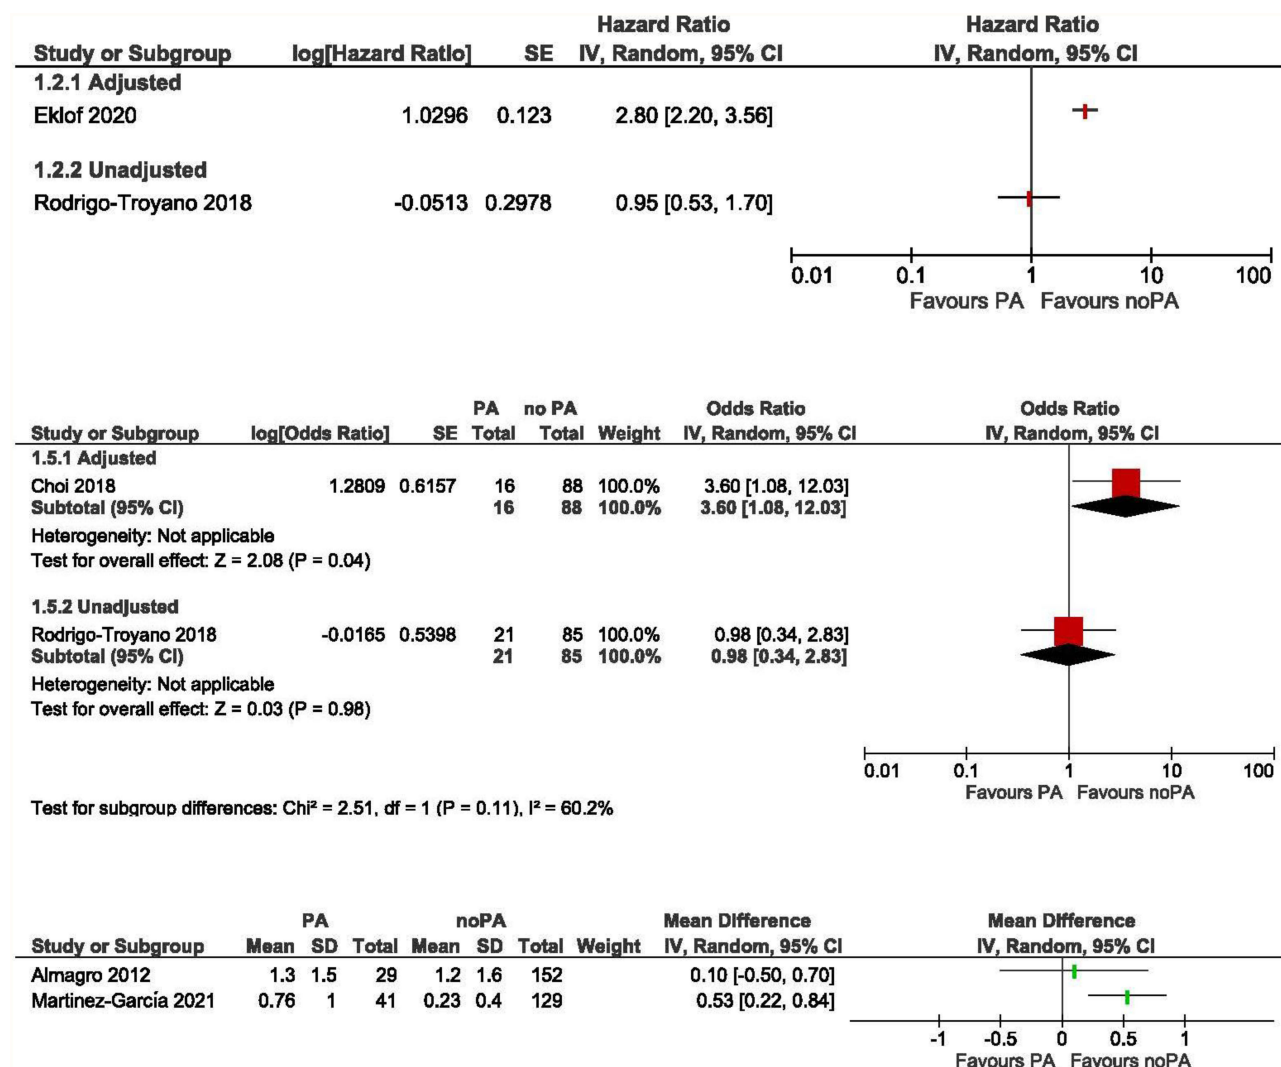 Hazard Ratio Hazard Ratio
Study or Subgroup log[Hazard Ratio] SE IV, Random, 95% CI IV, Random, 95% CI
1.2.1 Adjusted
Eklof 2020 1.0296 0.123 2.80 [2.20, 3.56]
1.2.2 Unadjusted
Rodrigo-Troyano 2018 -0.0513 0.2978 0.95 [0.53, 1.70]
0.01 0.1 1 10 100
Favours PA Favours noPA
PA no PA Odds Ratio Odds Ratio
Study or Subgroup log[Odds Ratio] SE Total Total Weight IV, Random, 95% CI IV, Random, 95% CI
1.5.1 Adjusted
Choi 2018 1.2809 0.6157 16 88 100.0% 3.60 [1.08, 12.03]
Subtotal (95% CI) 16 88 100.0% 3.60 [1.08, 12.03]
Heterogeneity: Not applicable
Test for overall effect: Z = 2.08 (P = 0.04)
1.5.2 Unadjusted
Rodrigo-Troyano 2018 -0.0165 0.5398 21 85 100.0% 0.98 [0.34, 2.83]
Subtotal (95% CI) 21 85 100.0% 0.98 [0.34, 2.83]
Heterogeneity: Not applicable
Test for overall effect: Z = 0.03 (P = 0.98)
0.01 0.1 1 10 100
Favours PA Favours noPA
Test for subgroup differences: Chi² = 2.51, df = 1 (P = 0.11), I² = 60.2%
PA noPA Mean Difference Mean Difference
Study or Subgroup Mean SD Total Mean SD Total Weight IV, Random, 95% CI IV, Random, 95% CI
Almagro 2012 1.3 1.5 29 1.2 1.6 152 0.10 [-0.50, 0.70]
Martinez-García 2021 0.76 1 41 0.23 0.4 129 0.53 [0.22, 0.84]
-1 -0.5 0 0.5 1
Favours PA Favours noPA